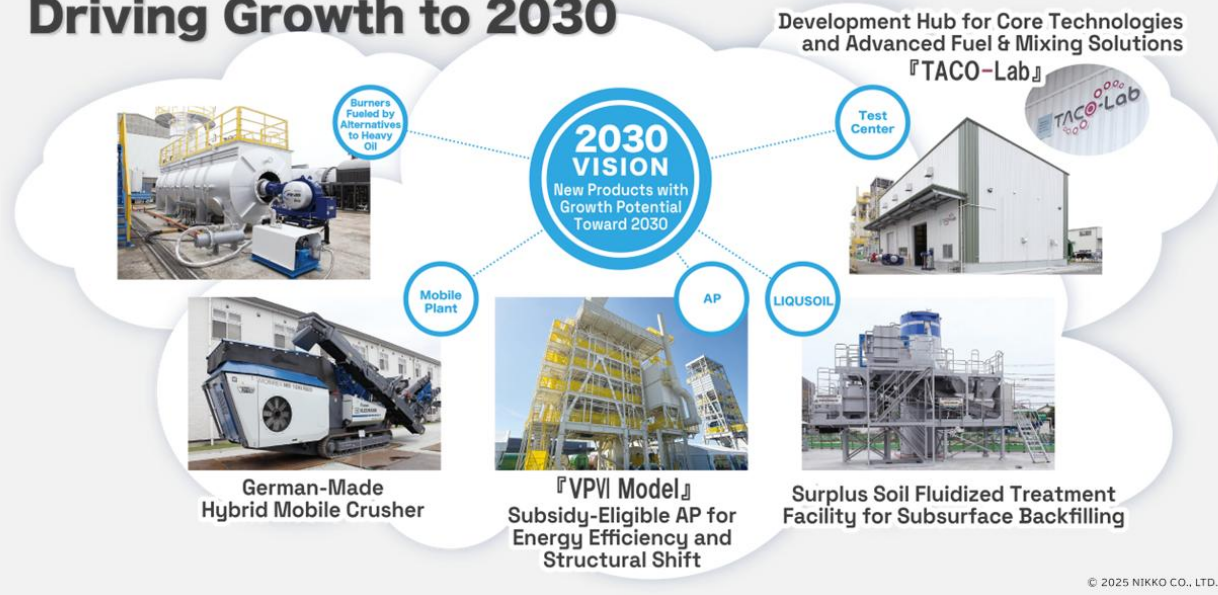 Driving Growth to 2030
Development Hub for Core Technologies
and Advanced Fuel & Mixing Solutions
『TACO-Lab』
TACO-Lab
Burners
Fueled by
Alternatives
to Heavy
Oil
2030
VISION
New Products with
Growth Potential
Toward 2030
Test
Center
Mobile
Plant
AP
LIQUSOIL
German-Made
Hybrid Mobile Crusher
『VPⅥ Model』
Subsidy-Eligible AP for
Energy Efficiency and
Structural Shift
Surplus Soil Fluidized Treatment
Facility for Subsurface Backfilling
© 2025 NIKKO CO., LTD.